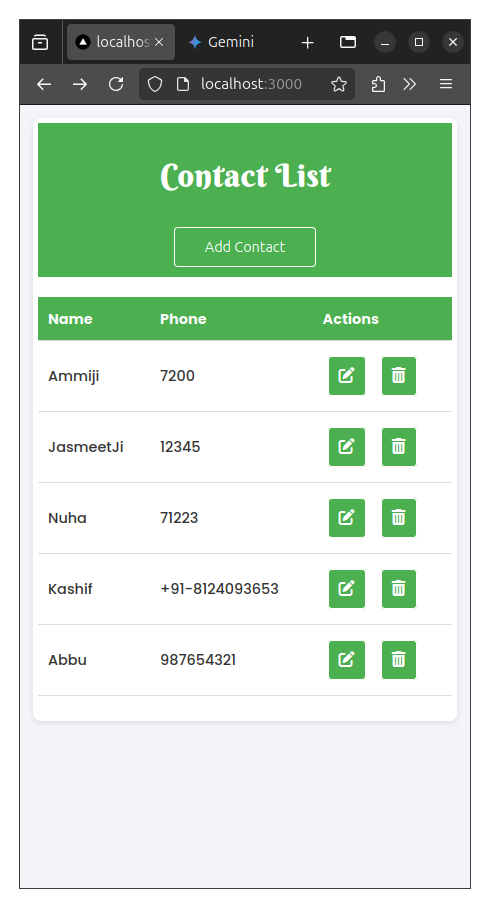 localhos
Gemini
localhost:3000
Contact List
Add Contact
Name Phone Actions
Ammiji 7200
JasmeetJi 12345
Nuha 71223
Kashif +91-8124093653
Abbu 987654321